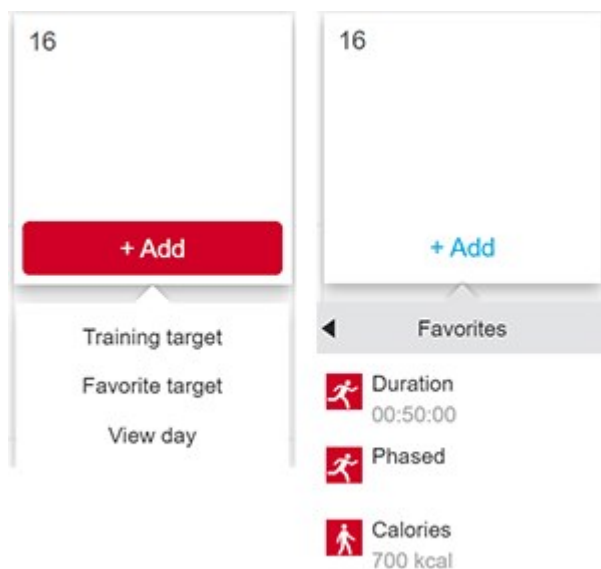 16
+ Add
Training target
Favorite target
View day
16
+ Add
Favorites
Duration
00:50:00
Phased
Calories
700 kcal